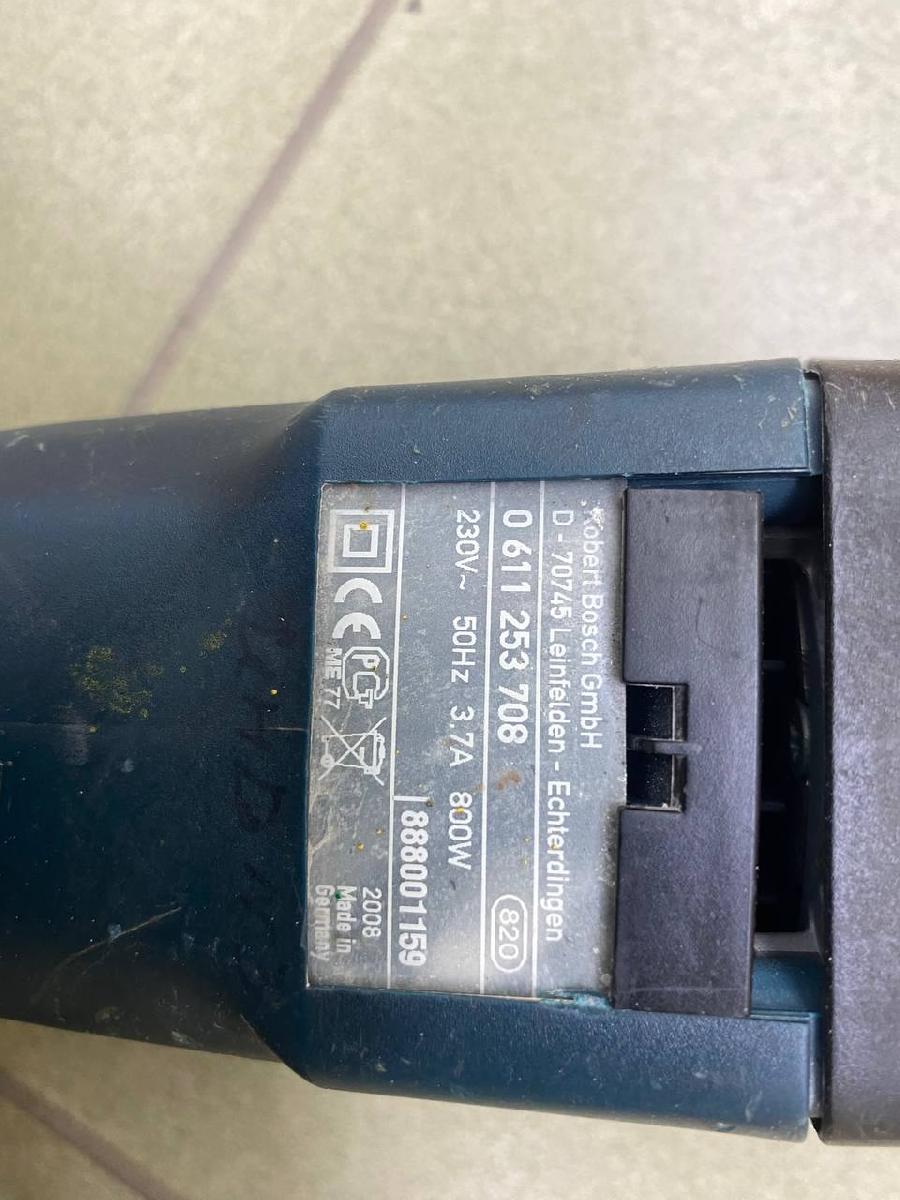 Robert Bosch GmbH
D - 70745 Leinfelden - Echterdingen
0 611 253 708 820
230V~ 50Hz 3.7A 800W
888001159
CE PCT 2008
ME 77 Made in
Germany